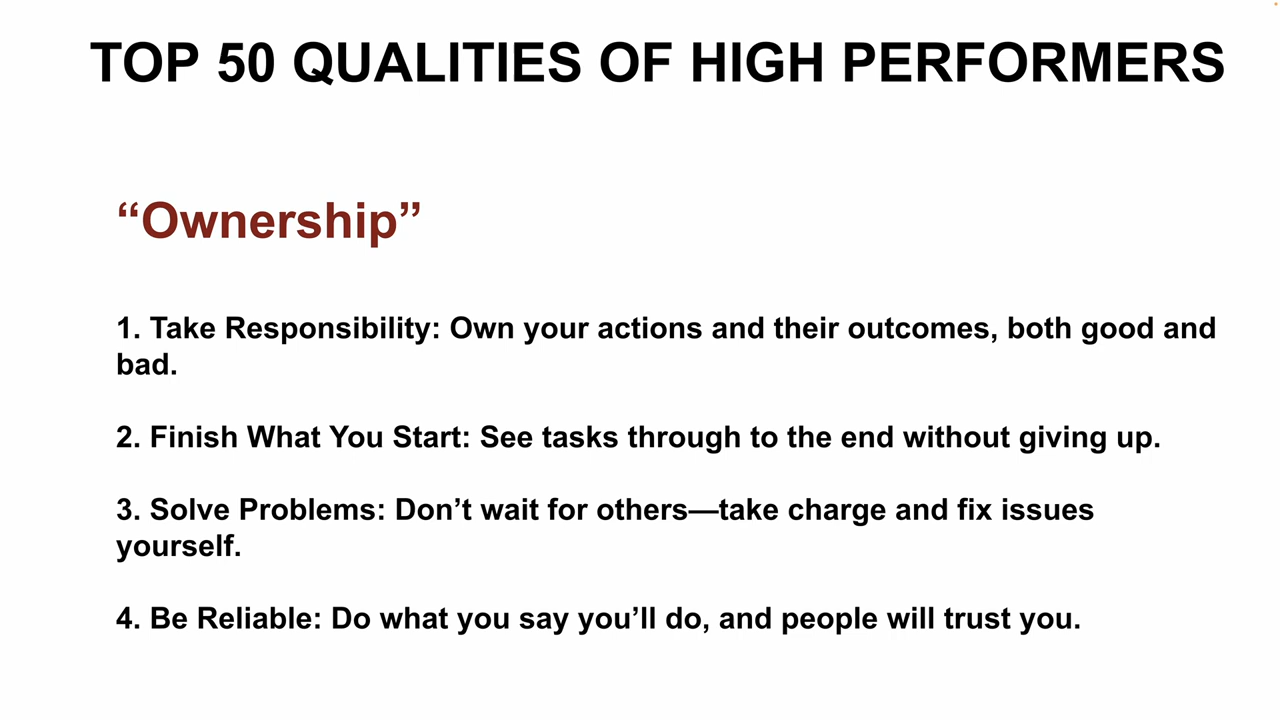 TOP 50 QUALITIES OF HIGH PERFORMERS
“Ownership”
1. Take Responsibility: Own your actions and their outcomes, both good and
bad.
2. Finish What You Start: See tasks through to the end without giving up.
3. Solve Problems: Don’t wait for others—take charge and fix issues
yourself.
4. Be Reliable: Do what you say you’ll do, and people will trust you.